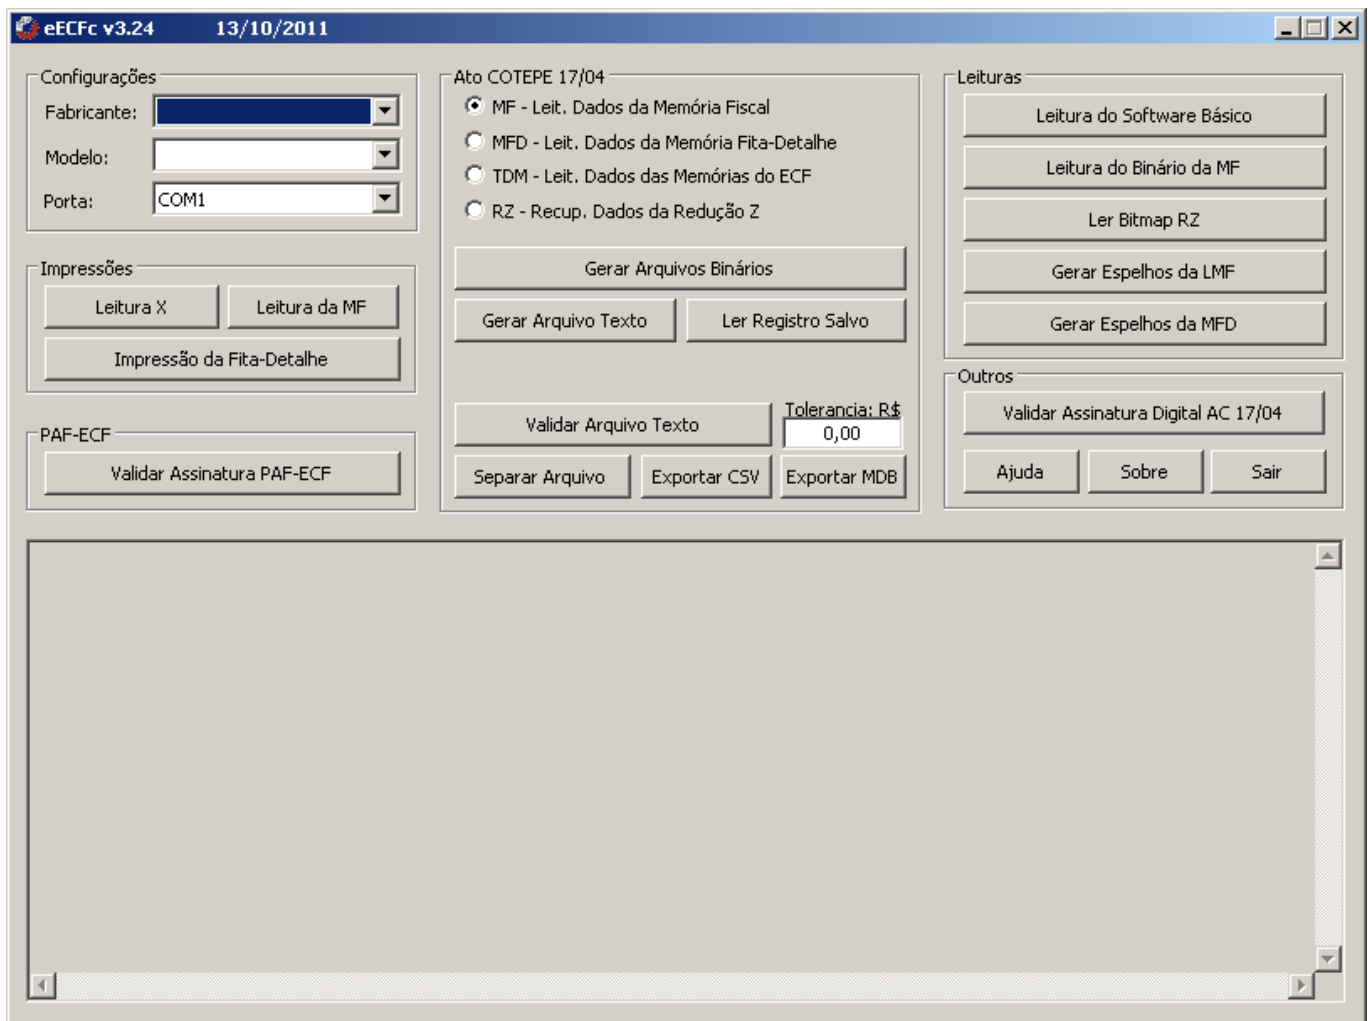 eECFc v3.24 13/10/2011
Configurações
Fabricante:
Modelo:
Porta: COM1
Impressões
Leitura X Leitura da MF
Impressão da Fita-Detalhe
PAF-ECF
Validar Assinatura PAF-ECF
Ato COTEPE 17/04
MF - Leit. Dados da Memória Fiscal
MFD - Leit. Dados da Memória Fita-Detalhe
TDM - Leit. Dados das Memórias do ECF
RZ - Recup. Dados da Redução Z
Gerar Arquivos Binários
Gerar Arquivo Texto Ler Registro Salvo
Validar Arquivo Texto Tolerancia: R$
0,00
Separar Arquivo Exportar CSV Exportar MDB
Leituras
Leitura do Software Básico
Leitura do Binário da MF
Ler Bitmap RZ
Gerar Espelhos da LMF
Gerar Espelhos da MFD
Outros
Validar Assinatura Digital AC 17/04
Ajuda Sobre Sair